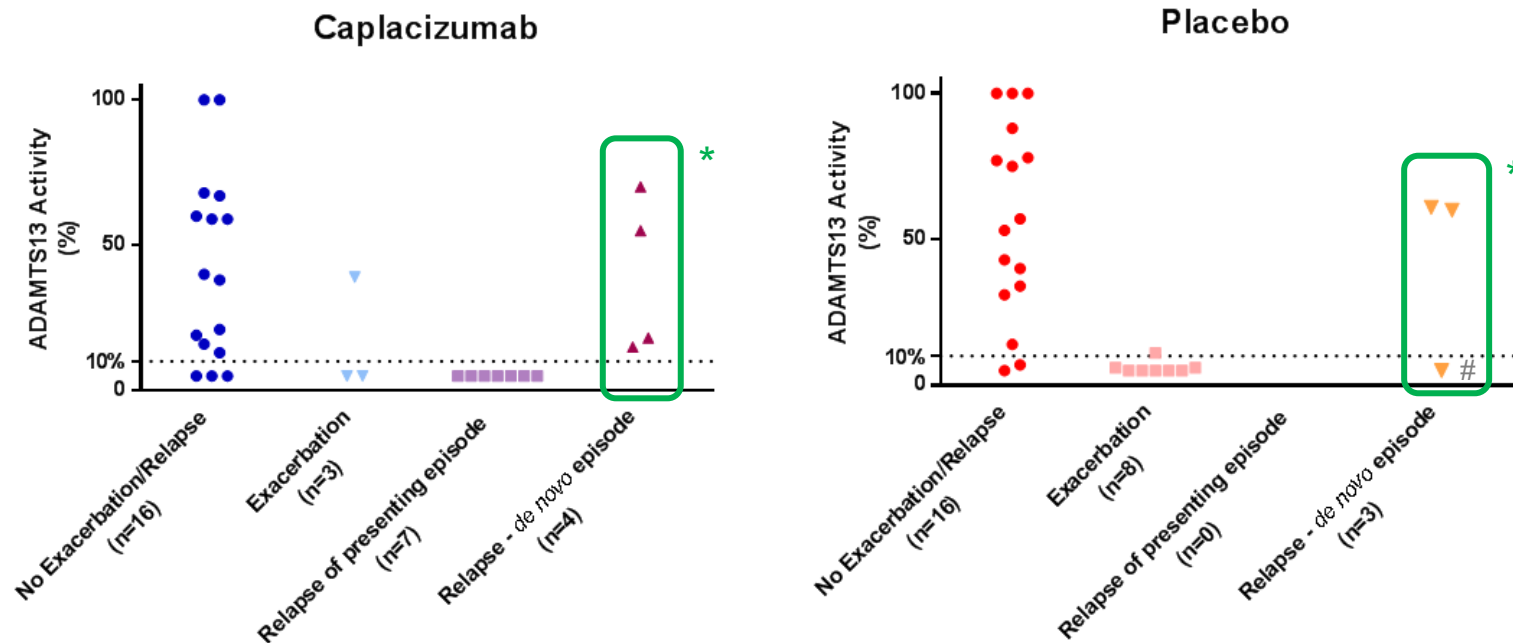 Caplacizumab
ADAMTS13 Activity
(%)
100
50
10%
0
*
No Exacerbation/Relapse
(n=16)
Exacerbation
(n=3)
Relapse of presenting episode
(n=7)
Relapse - de novo episode
(n=4)
Placebo
ADAMTS13 Activity
(%)
100
50
10%
0
*
#
No Exacerbation/Relapse
(n=16)
Exacerbation
(n=8)
Relapse of presenting episode
(n=0)
Relapse - de novo episode
(n=3)